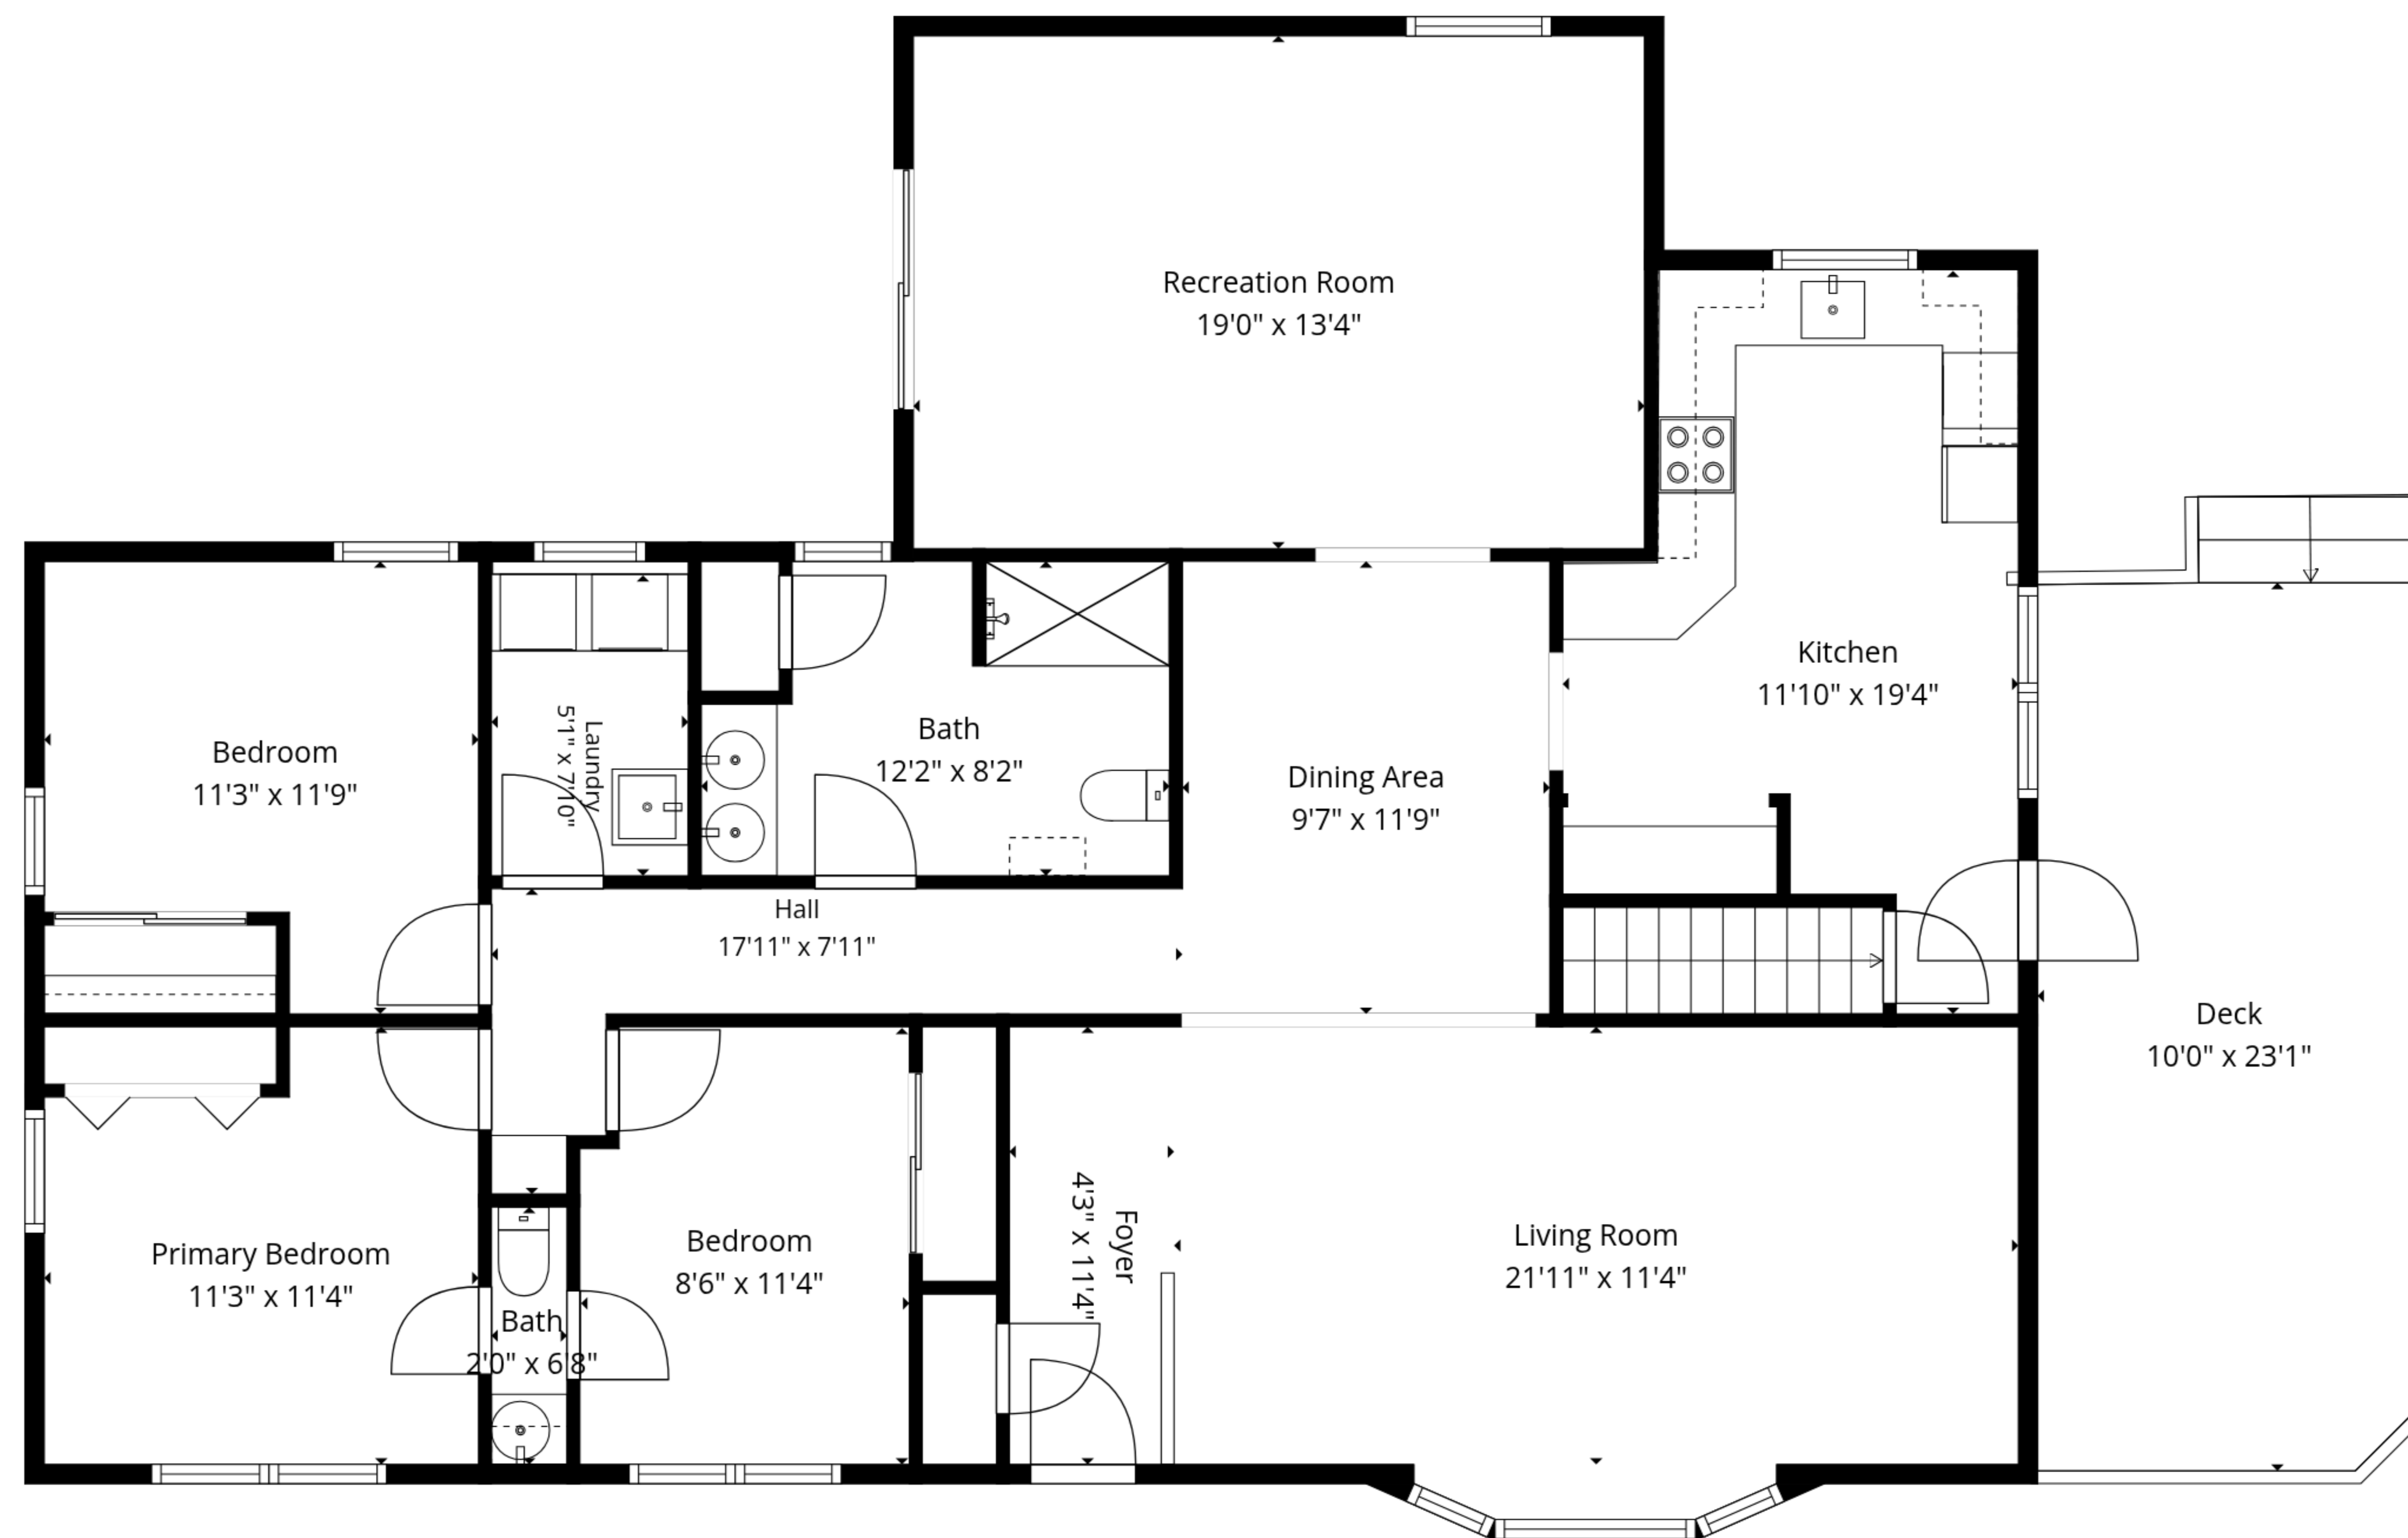 Recreation Room
19'0" x 13'4"
Kitchen
11'10" x 19'4"
Bedroom
11'3" x 11'9"
Laundry
5'1" x 7'10"
Bath
12'2" x 8'2"
Dining Area
9'7" x 11'9"
Hall
17'11" x 7'11"
Deck
10'0" x 23'1"
Primary Bedroom
11'3" x 11'4"
Bath
2'0" x 6'8"
Bedroom
8'6" x 11'4"
Foyer
4'3" x 11'4"
Living Room
21'11" x 11'4"